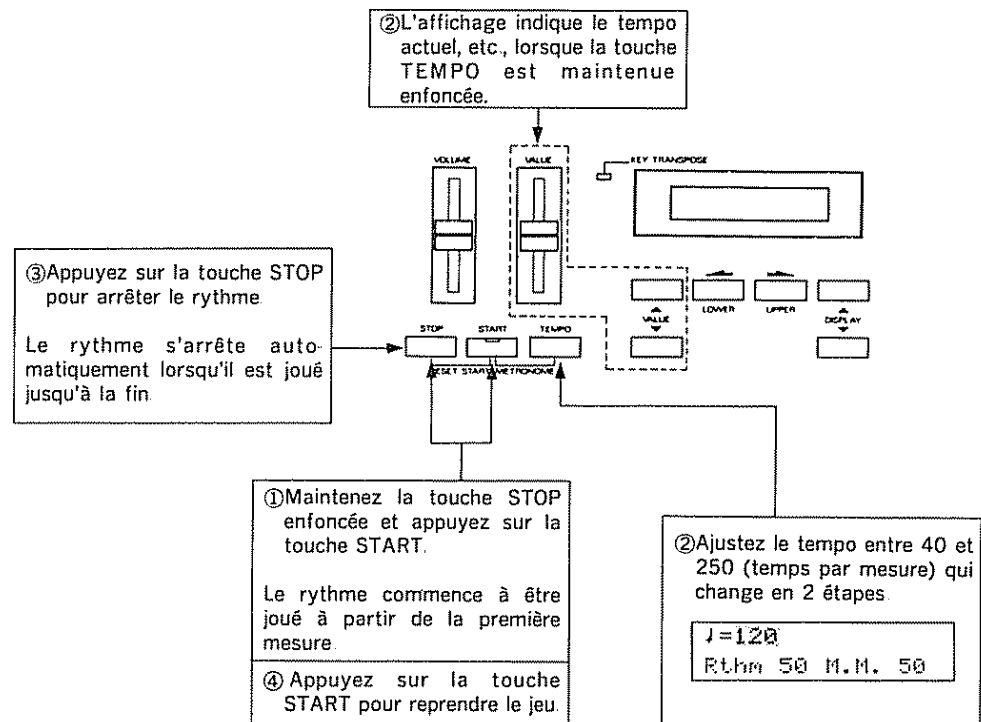 ②L'affichage indique le tempo
actuel, etc., lorsque la touche
TEMPO est maintenue
enfoncée.
VOLUME
VALUE
KEY TRANSPOSE
③Appuyez sur la touche STOP
pour arrêter le rythme.
Le rythme s'arrête auto-
matiquement lorsqu'il est joué
jusqu'à la fin.
VALUE
LOWER
UPPER
DISPLAY
STOP
START
TEMPO
RESET START/METRONOME
①Maintenez la touche STOP
enfoncée et appuyez sur la
touche START.
Le rythme commence à être
joué à partir de la première
mesure.
④ Appuyez sur la touche
START pour reprendre le jeu.
②Ajustez le tempo entre 40 et
250 (temps par mesure) qui
change en 2 étapes.
♩=120
Rthm 50 M.M. 50